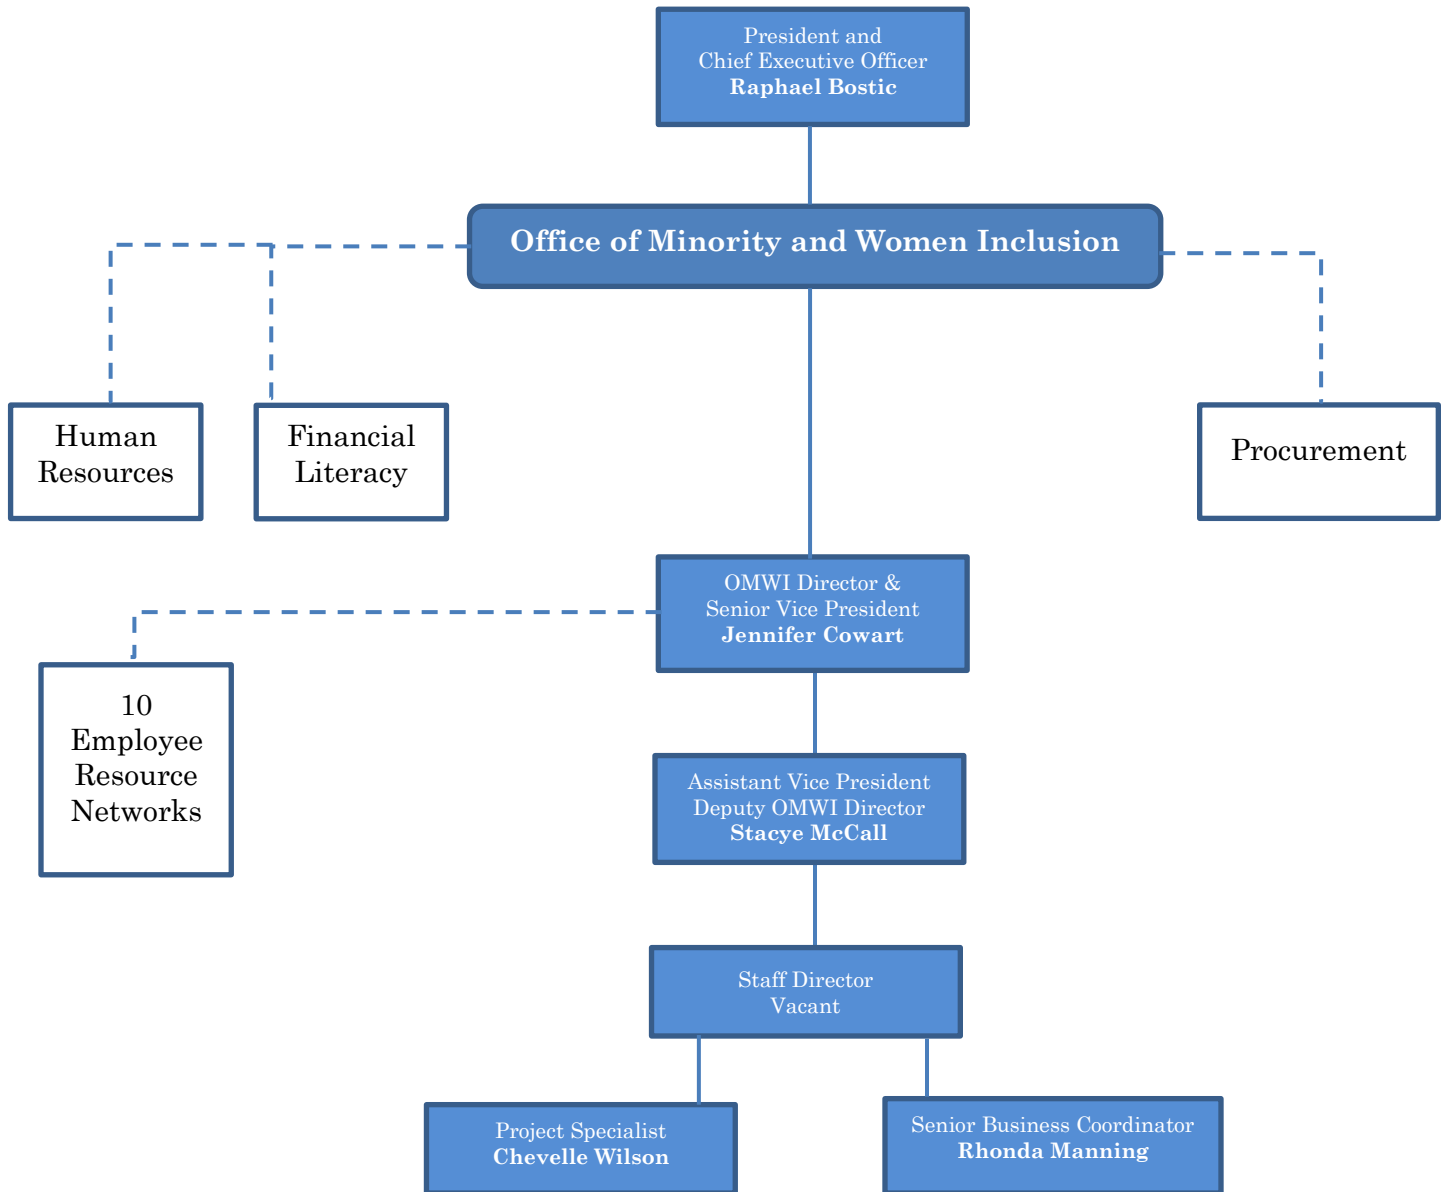 President and
Chief Executive Officer
Raphael Bostic
Office of Minority and Women Inclusion
Human
Resources
Financial
Literacy
Procurement
OMWI Director &
Senior Vice President
Jennifer Cowart
10
Employee
Resource
Networks
Assistant Vice President
Deputy OMWI Director
Stacye McCall
Staff Director
Vacant
Project Specialist
Chevelle Wilson
Senior Business Coordinator
Rhonda Manning